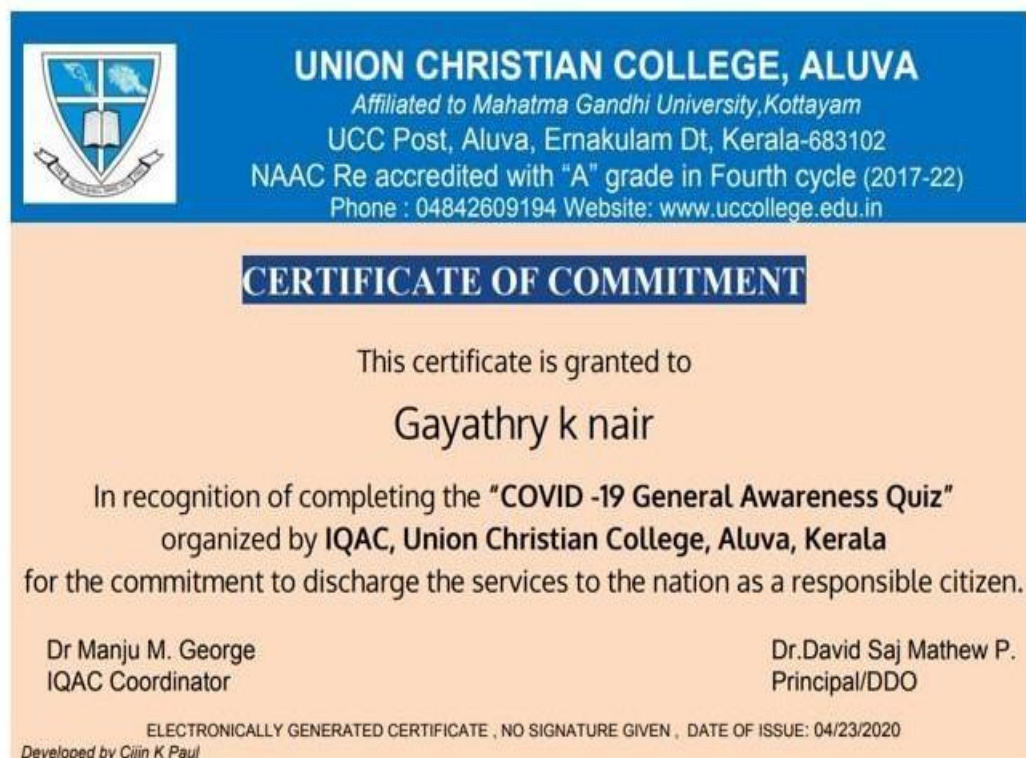 UNION CHRISTIAN COLLEGE, ALUVA
Affiliated to Mahatma Gandhi University,Kottayam
UCC Post, Aluva, Ernakulam Dt, Kerala-683102
NAAC Re accredited with “A” grade in Fourth cycle (2017-22)
Phone : 04842609194 Website: www.uccollege.edu.in
CERTIFICATE OF COMMITMENT
This certificate is granted to
Gayathry k nair
In recognition of completing the "COVID -19 General Awareness Quiz"
organized by IQAC, Union Christian College, Aluva, Kerala
for the commitment to discharge the services to the nation as a responsible citizen.
Dr Manju M. George
IQAC Coordinator
Dr.David Saj Mathew P.
Principal/DDO
ELECTRONICALLY GENERATED CERTIFICATE , NO SIGNATURE GIVEN , DATE OF ISSUE: 04/23/2020
Developed by Cijin K Paul